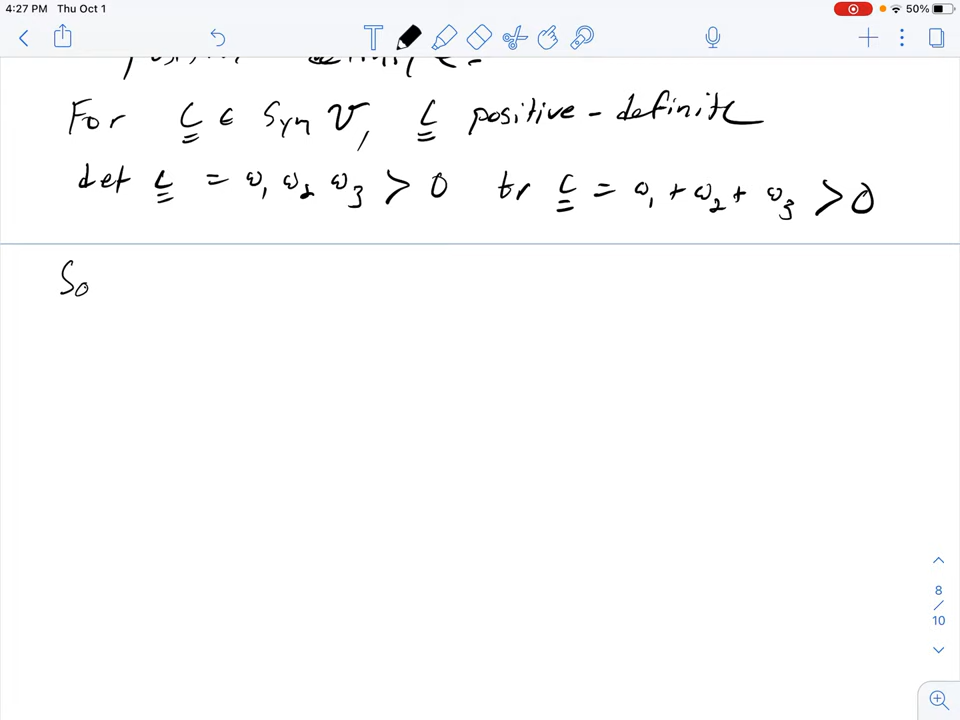 4:27 PM Thu Oct 1
50%
For C ∈ Syn V, C positive-definite
det C = ω₁ ω₂ ω₃ > 0 tr C = ω₁ + ω₂ + ω₃ > 0
So
8
/
10